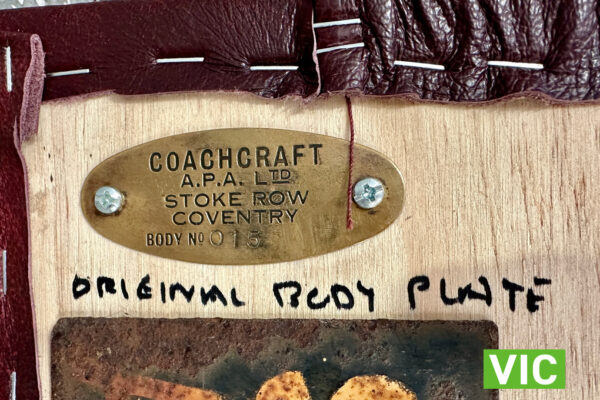 COACHCRAFT
A.P.A. LTD
STOKE ROW
COVENTRY
BODY NO 015
ORIGINAL BODY PLATE
VIC